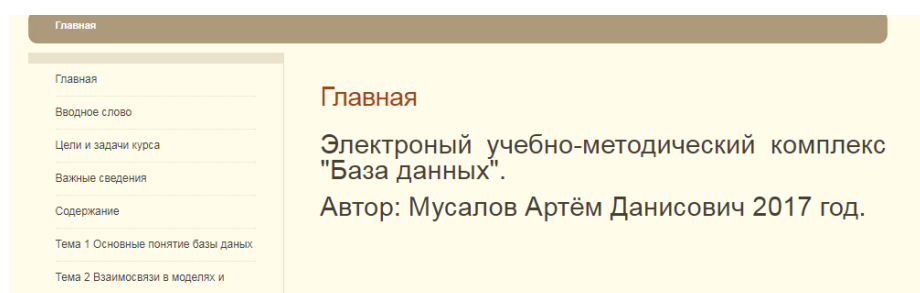 Главная
Главная
Вводное слово
Цели и задачи курса
Важные сведения
Содержание
Тема 1 Основные понятие базы даных
Тема 2 Взаимосвязи в моделях и
Главная
Электроный учебно-методический комплекс
"База данных".
Автор: Мусалов Артём Данисович 2017 год.